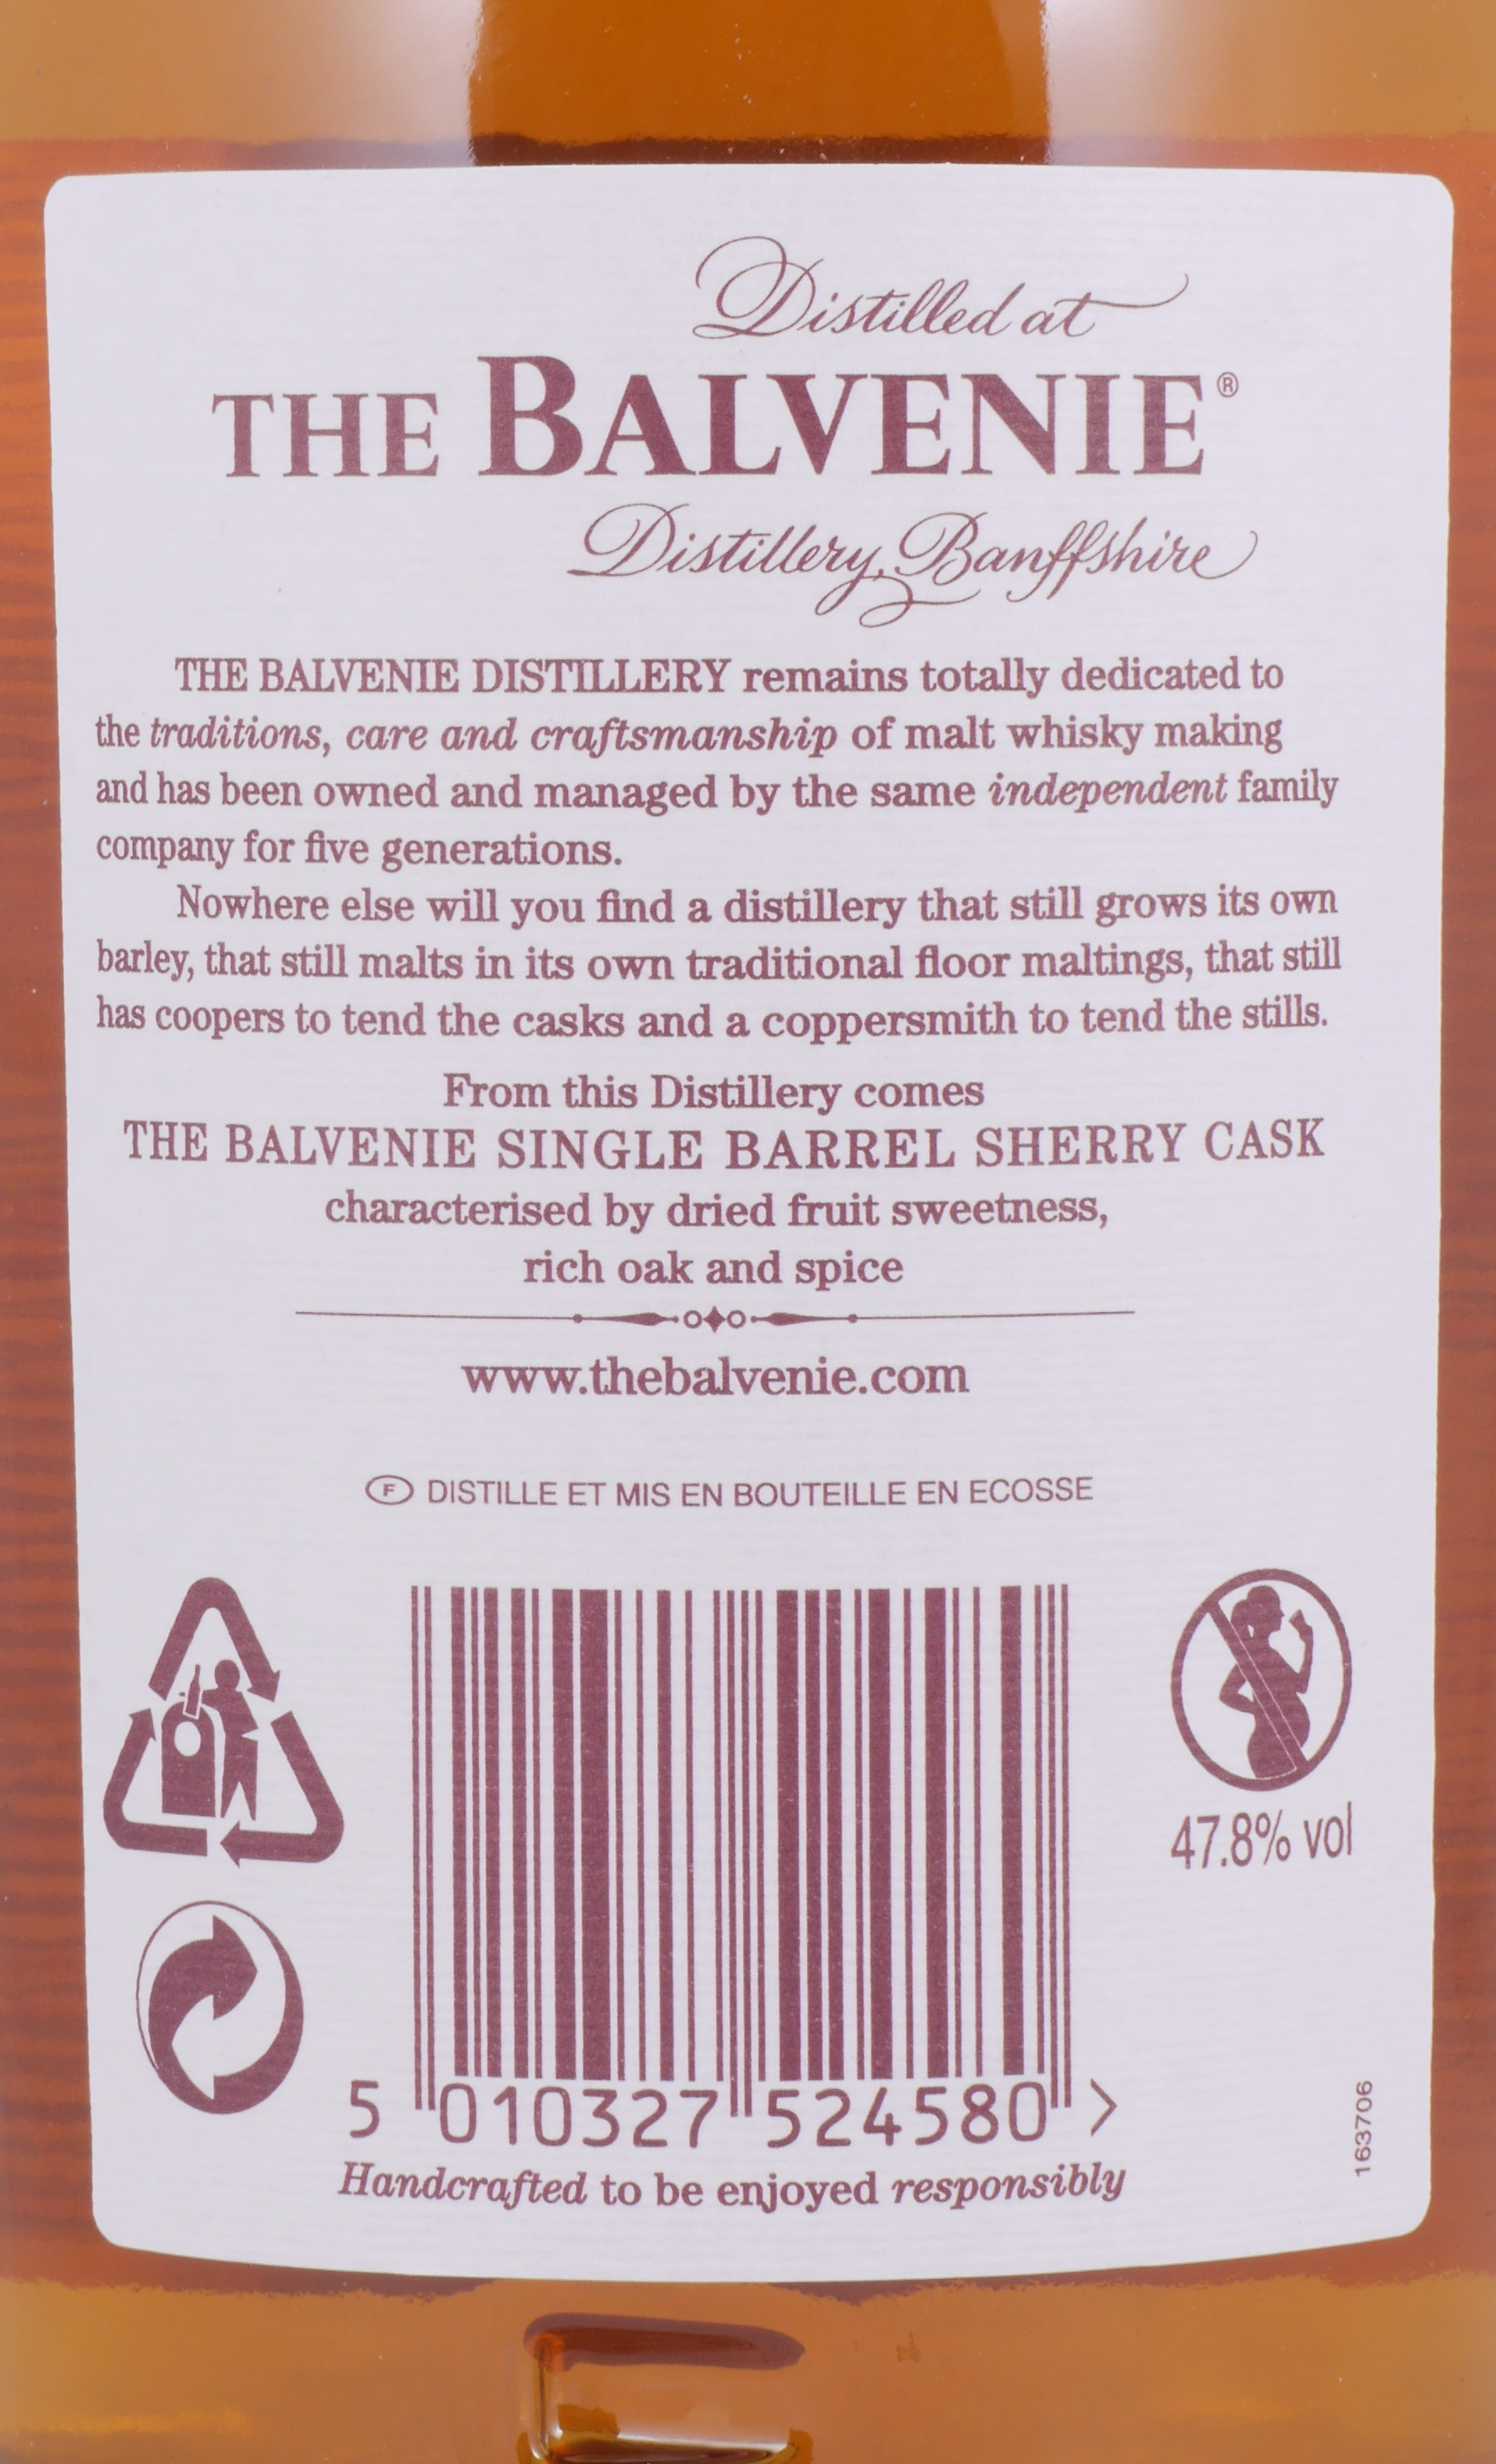 Distilled at
THE BALVENIE®
Distillery, Banffshire
THE BALVENIE DISTILLERY remains totally dedicated to
the traditions, care and craftsmanship of malt whisky making
and has been owned and managed by the same independent family
company for five generations.
Nowhere else will you find a distillery that still grows its own
barley, that still malts in its own traditional floor maltings, that still
has coopers to tend the casks and a coppersmith to tend the stills.
From this Distillery comes
THE BALVENIE SINGLE BARREL SHERRY CASK
characterised by dried fruit sweetness,
rich oak and spice
www.thebalvenie.com
F DISTILLE ET MIS EN BOUTEILLE EN ECOSSE
47.8% vol
5 010327 524580 >
163706
Handcrafted to be enjoyed responsibly